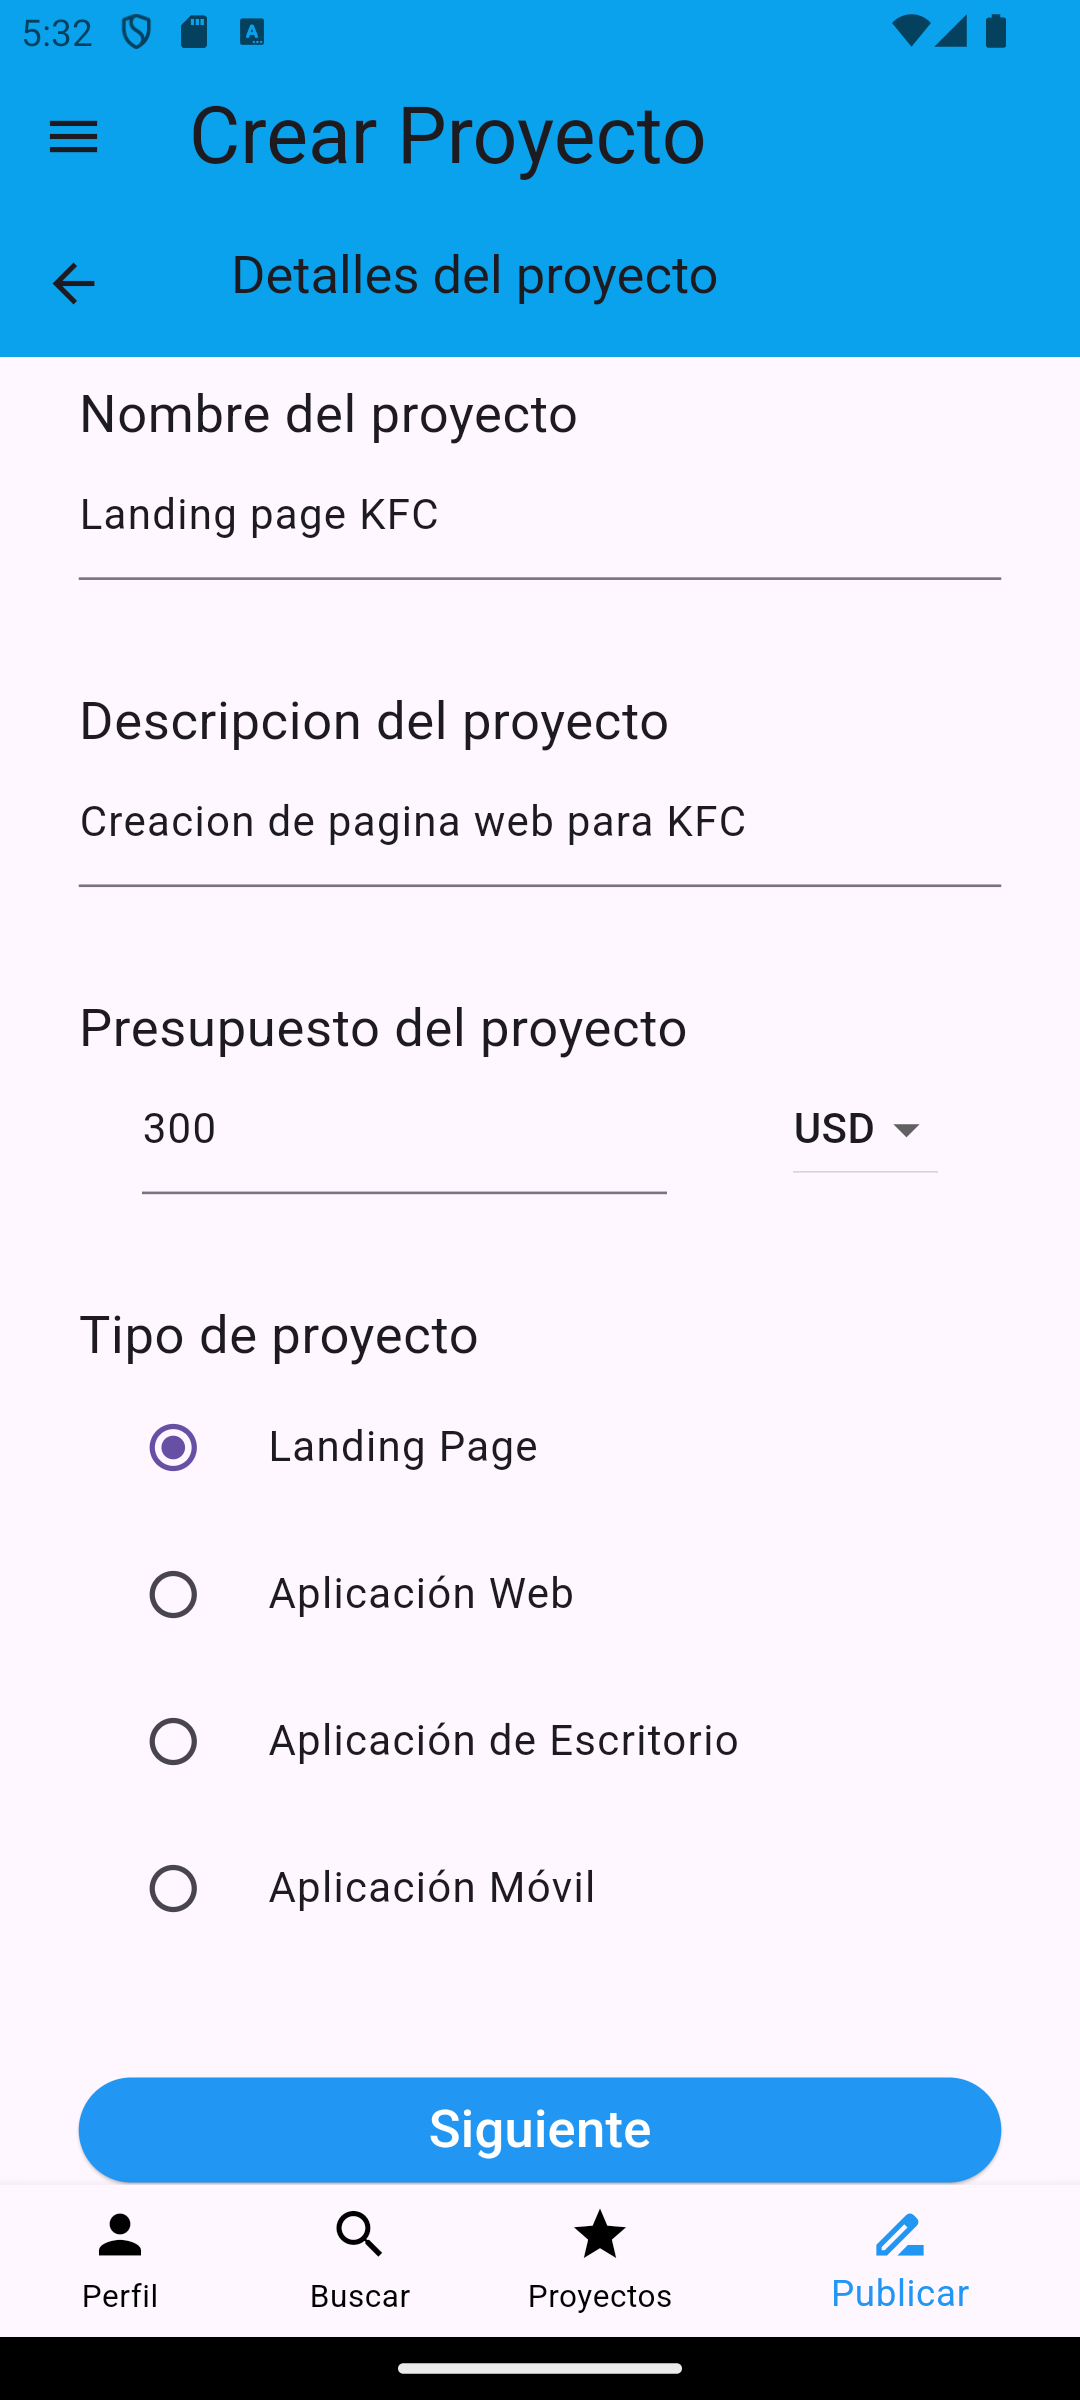 5:32
Crear Proyecto
Detalles del proyecto
Nombre del proyecto
Landing page KFC
Descripcion del proyecto
Creacion de pagina web para KFC
Presupuesto del proyecto
300 USD
Tipo de proyecto
Landing Page
Aplicación Web
Aplicación de Escritorio
Aplicación Móvil
Siguiente
Perfil Buscar Proyectos Publicar